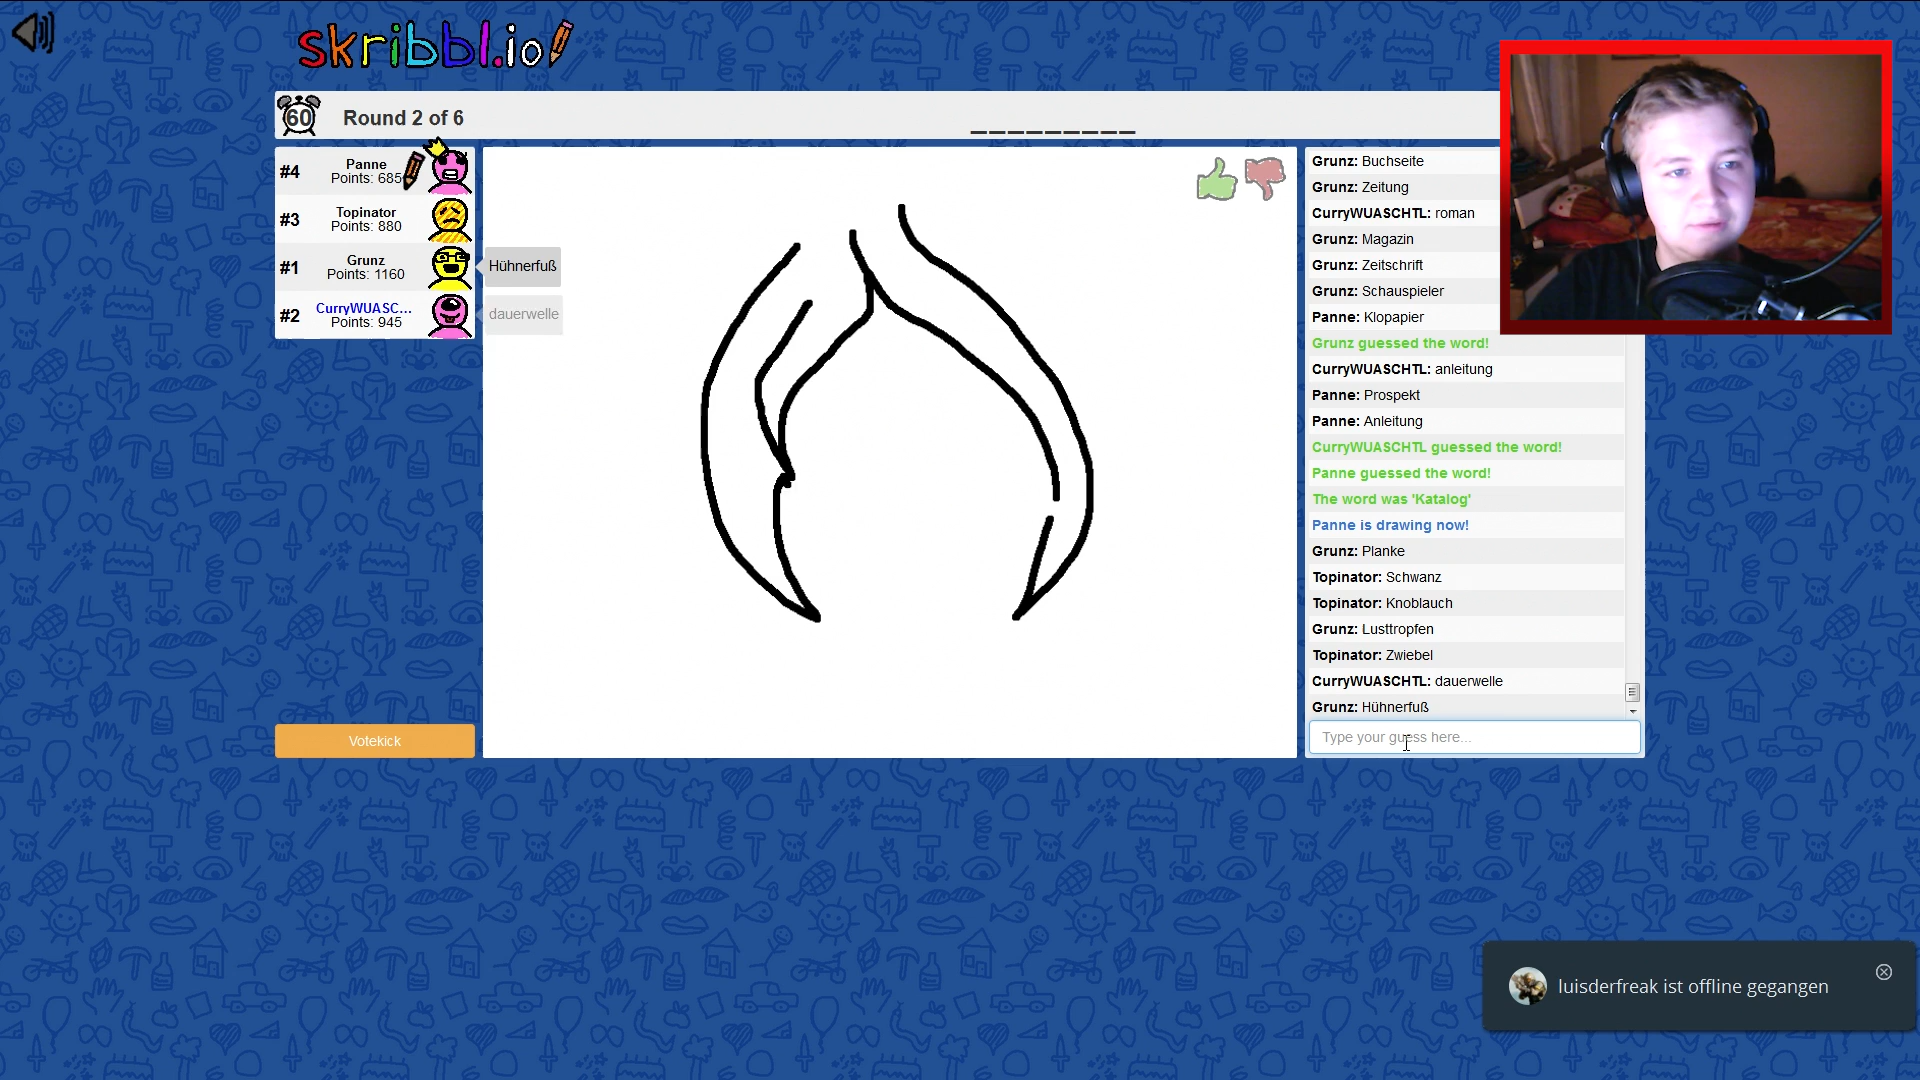 skribbl.io
60
Round 2 of 6
_________
#4
Panne
Points: 685
#3
Topinator
Points: 880
#1
Grunz
Points: 1160
Hühnerfuß
#2
CurryWUASC...
Points: 945
dauerwelle
Votekick
Grunz: Buchseite
Grunz: Zeitung
CurryWUASCHTL: roman
Grunz: Magazin
Grunz: Zeitschrift
Grunz: Schauspieler
Panne: Klopapier
Grunz guessed the word!
CurryWUASCHTL: anleitung
Panne: Prospekt
Panne: Anleitung
CurryWUASCHTL guessed the word!
Panne guessed the word!
The word was 'Katalog'
Panne is drawing now!
Grunz: Planke
Topinator: Schwanz
Topinator: Knoblauch
Grunz: Lusttropfen
Topinator: Zwiebel
CurryWUASCHTL: dauerwelle
Grunz: Hühnerfuß
Type your guess here...
luisderfreak ist offline gegangen